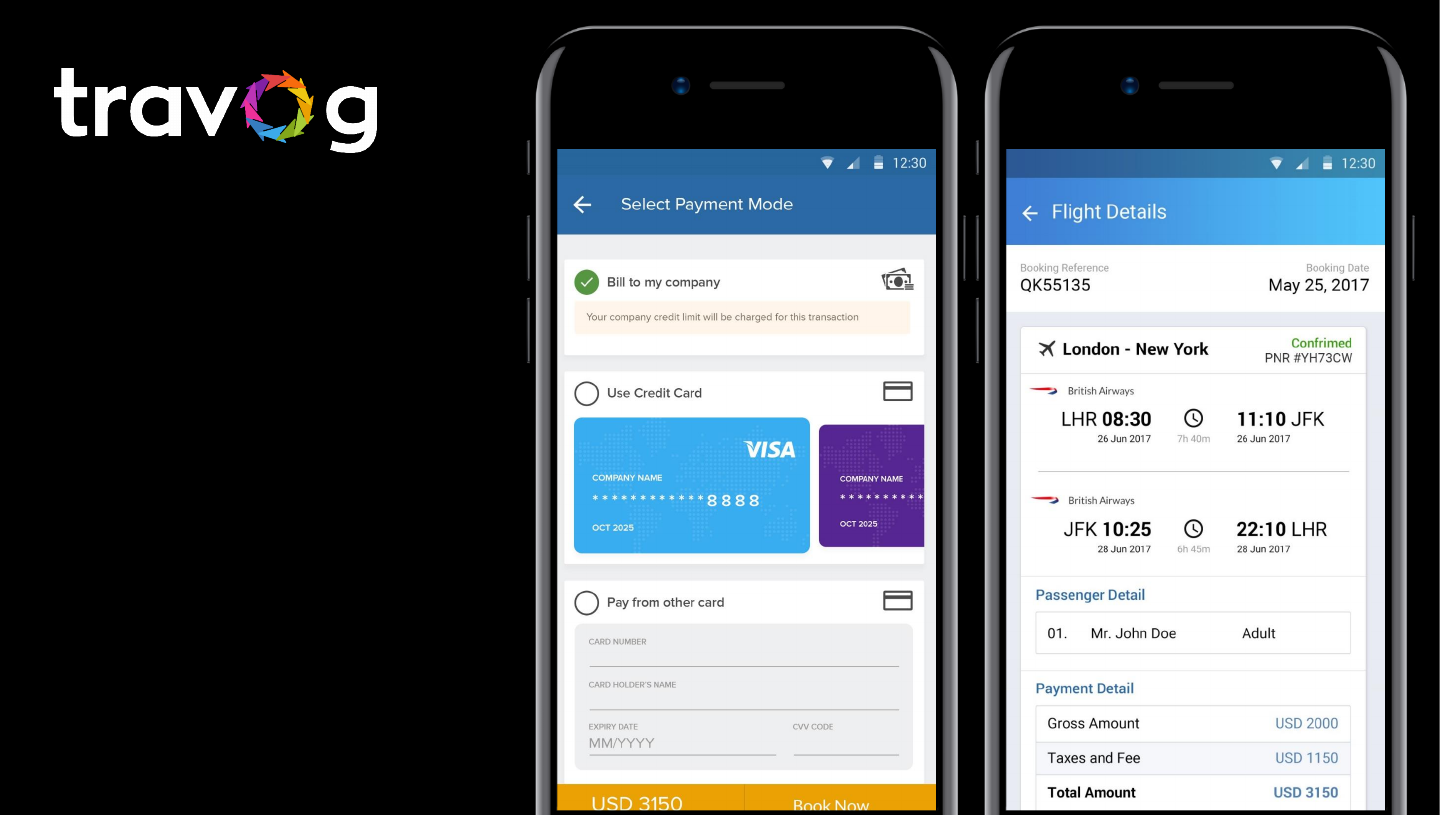 travog
12:30
Select Payment Mode
Bill to my company
Your company credit limit will be charged for this transaction
Use Credit Card
VISA
COMPANY NAME
* * * * * * * * * * * * 8 8 8 8
OCT 2025
COMPANY NAME
* * * * * * * * * *
OCT 2025
Pay from other card
CARD NUMBER
CARD HOLDER'S NAME
EXPIRY DATE CVV CODE
MM/YYYY
USD 3150 Book Now
12:30
Flight Details
Booking Reference Booking Date
QK55135 May 25, 2017
London - New York Confrimed
PNR #YH73CW
British Airways
LHR 08:30 11:10 JFK
26 Jun 2017 7h 40m 26 Jun 2017
British Airways
JFK 10:25 22:10 LHR
28 Jun 2017 6h 45m 28 Jun 2017
Passenger Detail
01. Mr. John Doe Adult
Payment Detail
Gross Amount USD 2000
Taxes and Fee USD 1150
Total Amount USD 3150